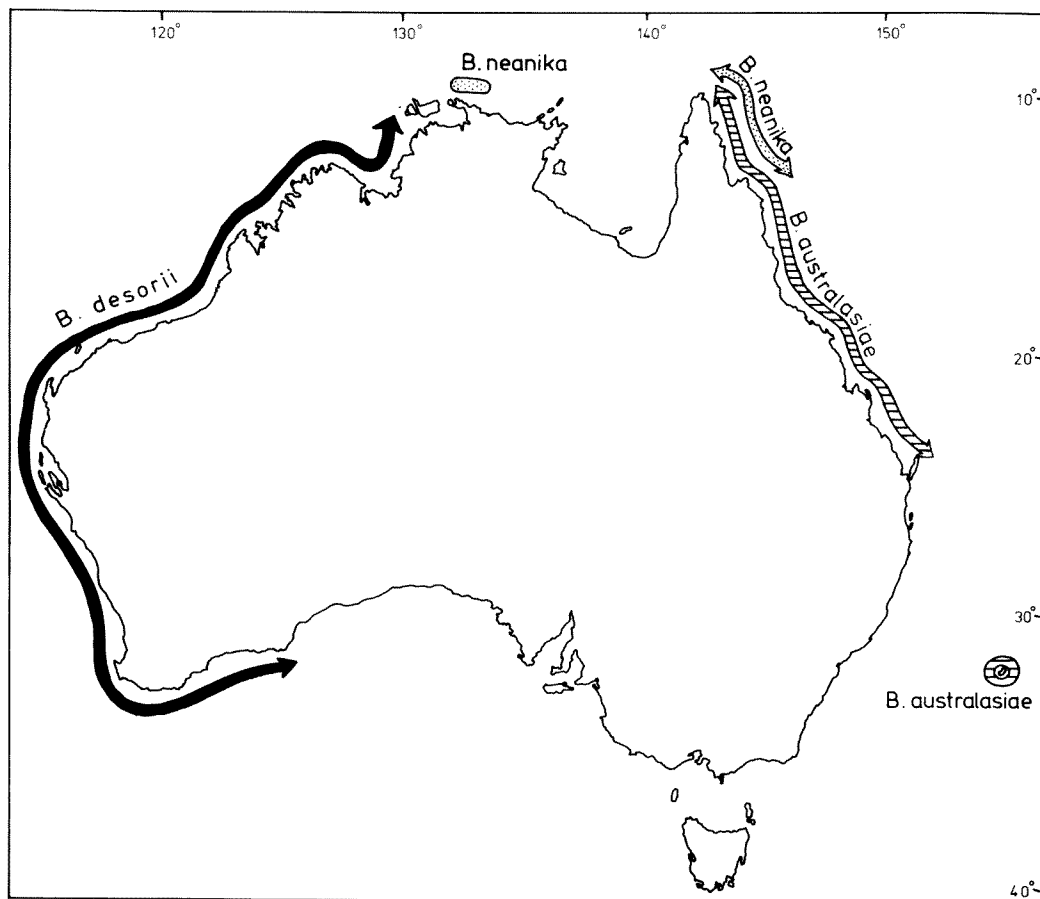 120°
130°
140°
150°
B. neanika
B. neanika
10°
B. desorii
B. australasiae
20°
30°
B. australasiae
40°